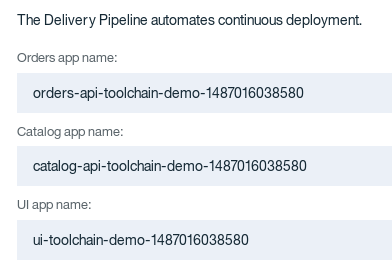 The Delivery Pipeline automates continuous deployment.
Orders app name:
orders-api-toolchain-demo-1487016038580
Catalog app name:
catalog-api-toolchain-demo-1487016038580
UI app name:
ui-toolchain-demo-1487016038580